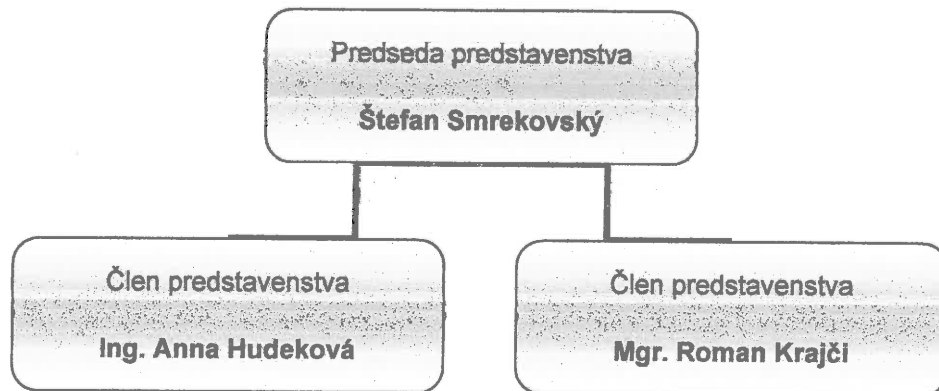 Predseda predstavenstva
Štefan Smrekovský
Člen predstavenstva
Ing. Anna Hudeková
Člen predstavenstva
Mgr. Roman Krajči